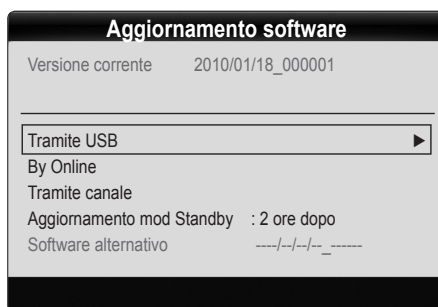 Aggiornamento software
Versione corrente 2010/01/18_000001
Tramite USB ►
By Online
Tramite canale
Aggiornamento mod Standby : 2 ore dopo
Software alternativo ----/--/--/--_------